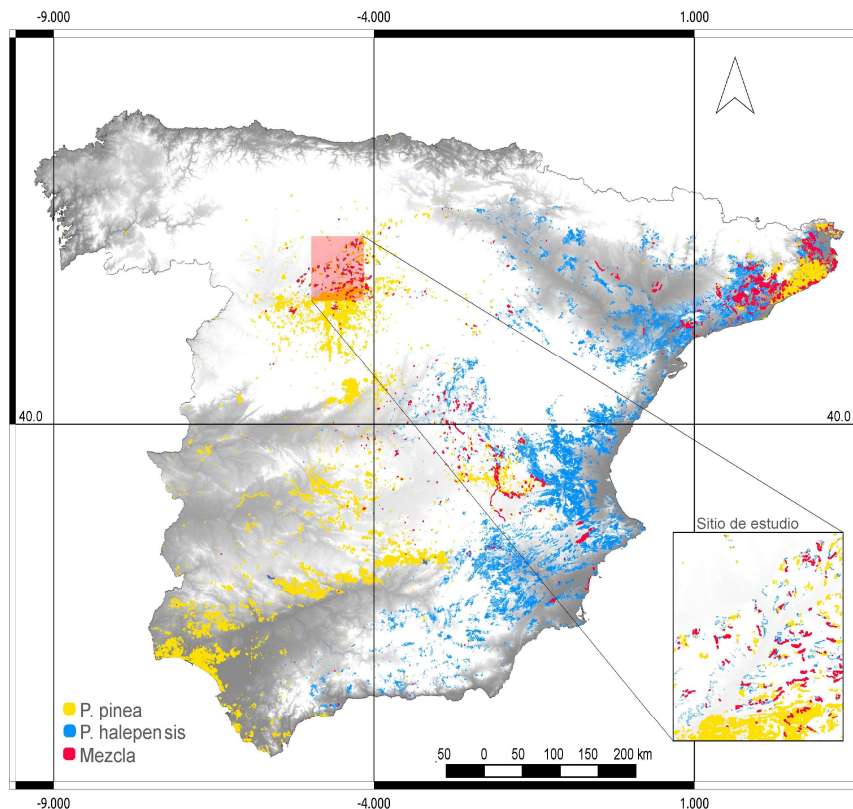 -9.000 -4.000 1.000
40.0 40.0
Sitio de estudio
P. pinea
P. halepensis
Mezcla
50 0 50 100 150 200 km
-9.000 -4.000 1.000